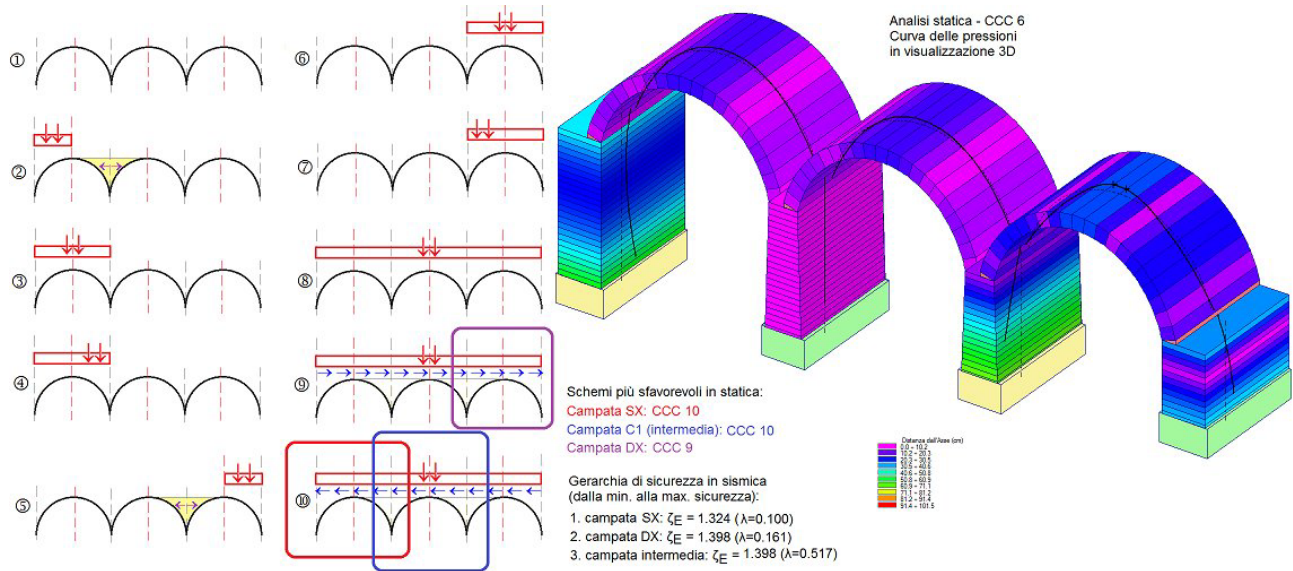 ①
②
③
④
⑤
⑥
⑦
⑧
⑨
⑩
Analisi statica - CCC 6
Curva delle pressioni
in visualizzazione 3D
Schemi più sfavorevoli in statica:
Campata SX: CCC 10
Campata C1 (intermedia): CCC 10
Campata DX: CCC 9
Gerarchia di sicurezza in sismica
(dalla min. alla max. sicurezza):
1. campata SX: ζE = 1.324 (λ=0.100)
2. campata DX: ζE = 1.398 (λ=0.161)
3. campata intermedia: ζE = 1.398 (λ=0.517)
Distanza dall'Asse (cm)
0.0 ÷ 10.2
10.2 ÷ 20.3
20.3 ÷ 30.5
30.5 ÷ 40.6
40.6 ÷ 50.8
50.8 ÷ 60.9
60.9 ÷ 71.1
71.1 ÷ 81.2
81.2 ÷ 91.4
91.4 ÷ 101.5